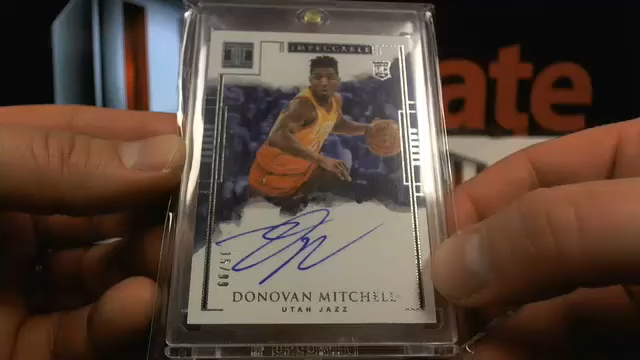 IMPECCABLE
RC
ate
15/99
DONOVAN MITCHELL
UTAH JAZZ